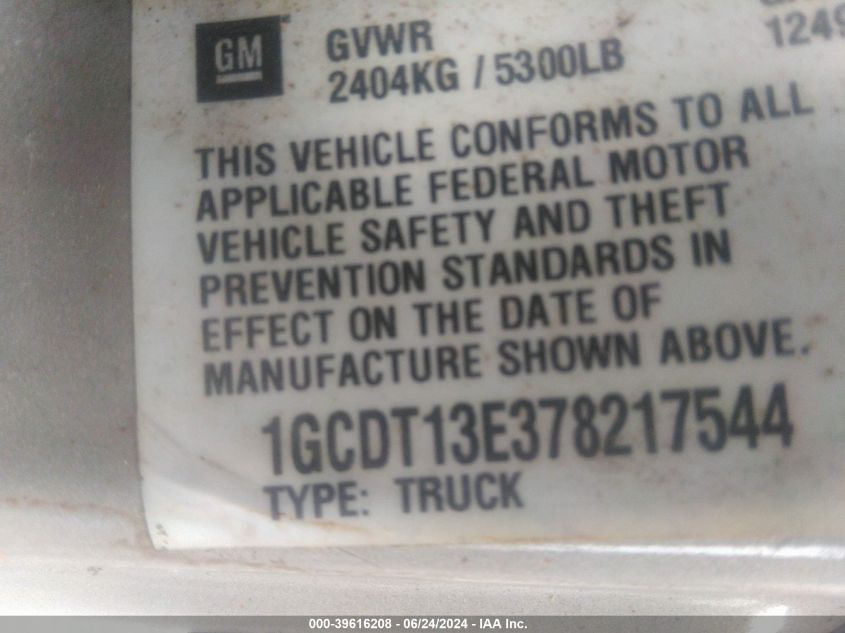 GM
GVWR
2404KG / 5300LB
1249
THIS VEHICLE CONFORMS TO ALL
APPLICABLE FEDERAL MOTOR
VEHICLE SAFETY AND THEFT
PREVENTION STANDARDS IN
EFFECT ON THE DATE OF
MANUFACTURE SHOWN ABOVE.
1GCDT13E378217544
TYPE: TRUCK
000-39616208 - 06/24/2024 - IAA Inc.